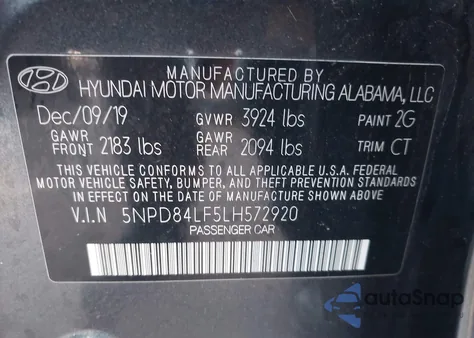 MANUFACTURED BY
HYUNDAI MOTOR MANUFACTURING ALABAMA, LLC
Dec/09/19 GVWR 3924 lbs PAINT 2G
GAWR FRONT 2183 lbs GAWR REAR 2094 lbs TRIM CT
THIS VEHICLE CONFORMS TO ALL APPLICABLE U.S.A. FEDERAL
MOTOR VEHICLE SAFETY, BUMPER, AND THEFT PREVENTION STANDARDS
IN EFFECT ON THE DATE OF MANUFACTURE SHOWN ABOVE.
V.I.N 5NPD84LF5LH572920
PASSENGER CAR
autoSnap